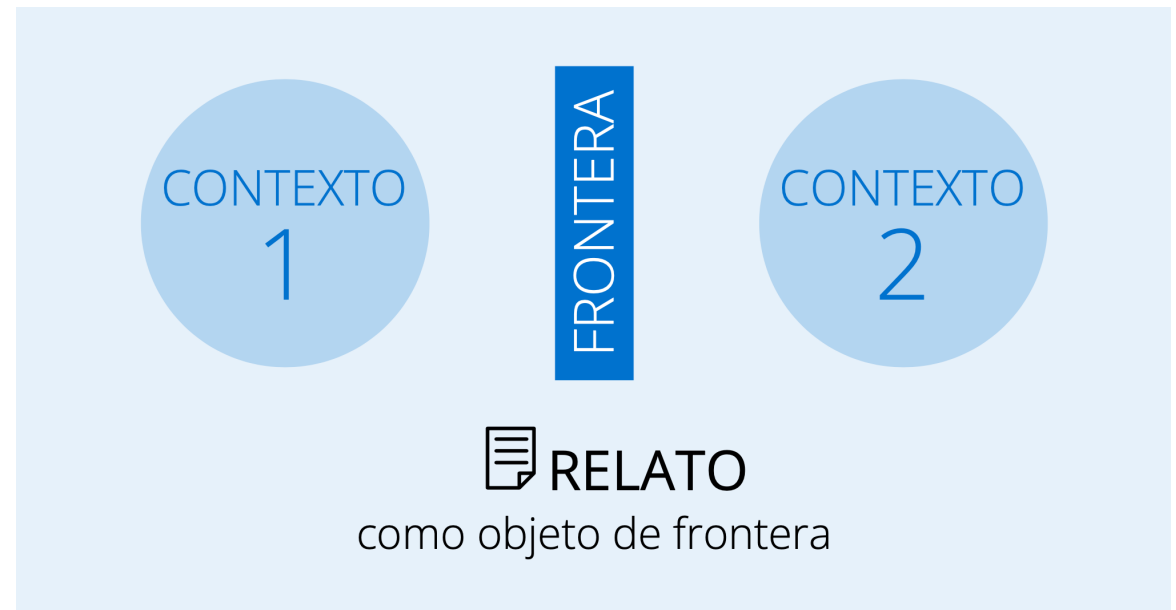 CONTEXTO
1
FRONTERA
CONTEXTO
2
RELATO
como objeto de frontera